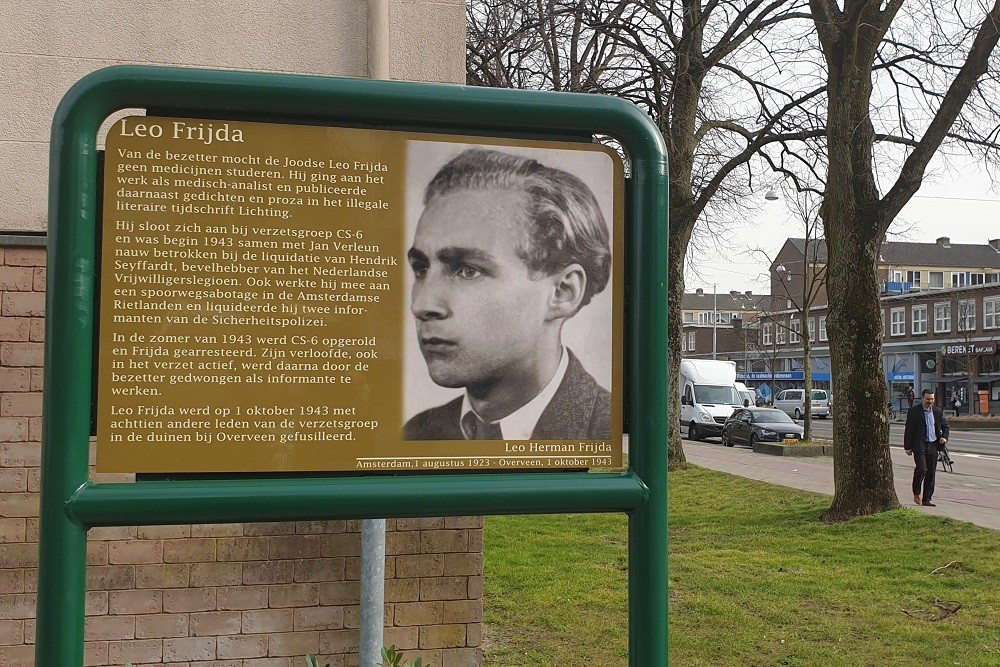 Leo Frijda
Van de bezetter mocht de Joodse Leo Frijda
geen medicijnen studeren. Hij ging aan het
werk als medisch-analist en publiceerde
daarnaast gedichten en proza in het illegale
literaire tijdschrift Lichting.
Hij sloot zich aan bij verzetsgroep CS-6
en was begin 1943 samen met Jan Verleun
nauw betrokken bij de liquidatie van Hendrik
Seyffardt, bevelhebber van het Nederlandse
Vrijwilligerslegioen. Ook werkte hij mee aan
een spoorwegsabotage in de Amsterdamse
Rietlanden en liquideerde hij twee infor-
manten van de Sicherheitspolizei.
In de zomer van 1943 werd CS-6 opgerold
en Frijda gearresteerd. Zijn verloofde, ook
in het verzet actief, werd daarna door de
bezetter gedwongen als informante te
werken.
Leo Frijda werd op 1 oktober 1943 met
achttien andere leden van de verzetsgroep
in de duinen bij Overveen gefusilleerd.
Leo Herman Frijda
Amsterdam,1 augustus 1923 - Overveen, 1 oktober 1943
BEREKET